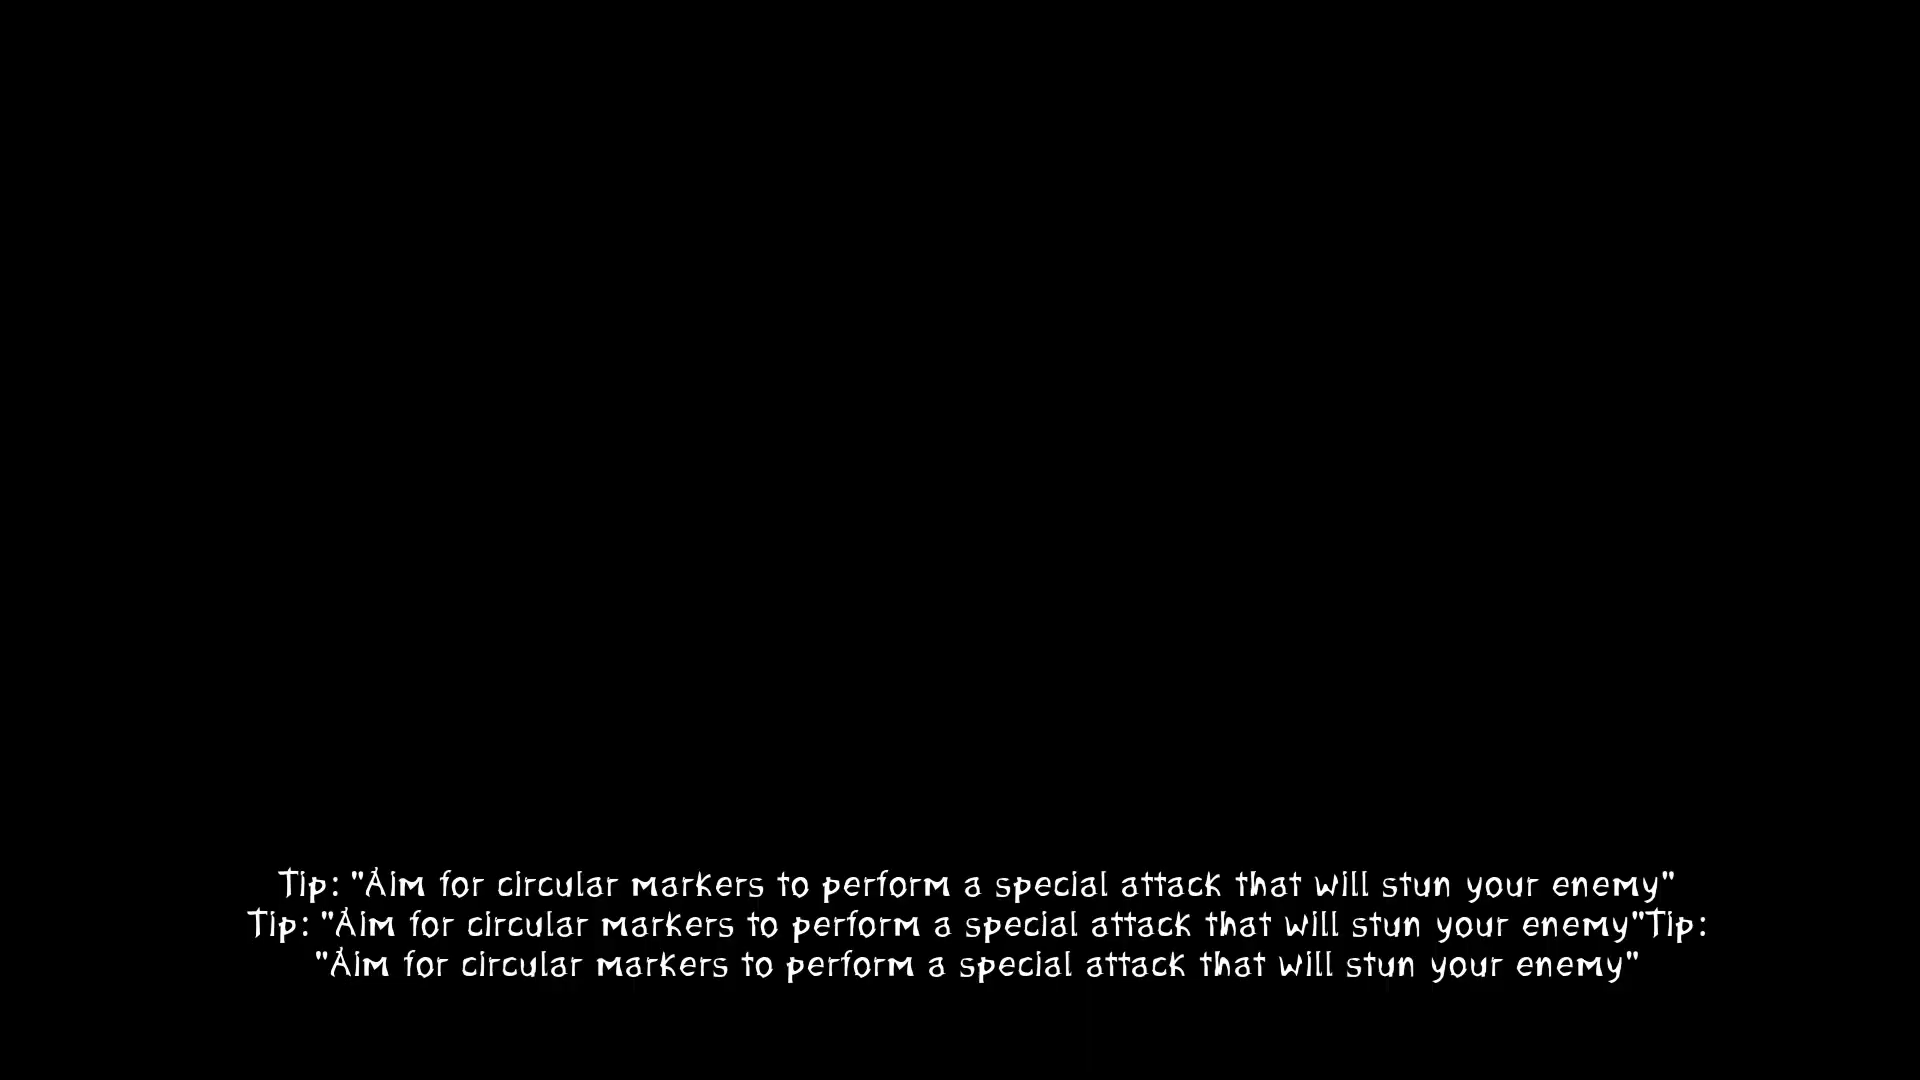 Tip: "Aim for circular markers to perform a special attack that will stun your enemy"
Tip: "Aim for circular markers to perform a special attack that will stun your enemy"Tip:
"Aim for circular markers to perform a special attack that will stun your enemy"